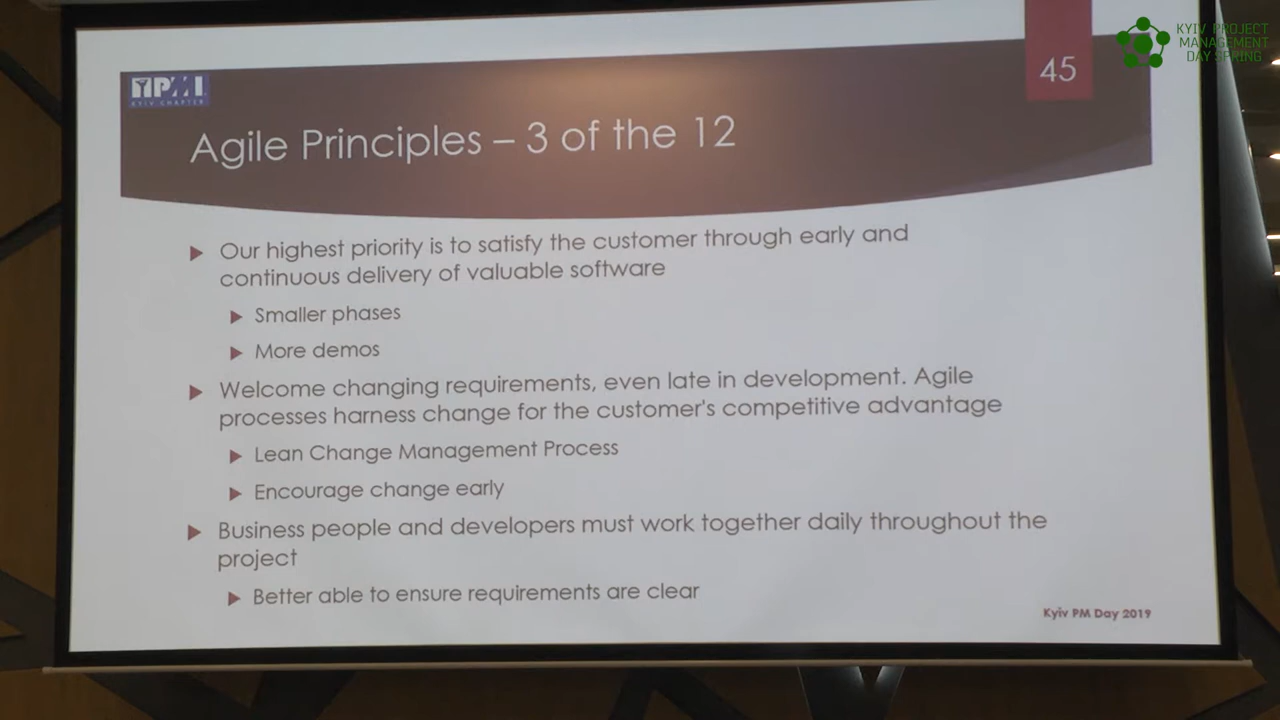 KYIV PROJECT
MANAGEMENT
DAY SPRING
45
PMI
KYIV CHAPTER
Agile Principles – 3 of the 12
Our highest priority is to satisfy the customer through early and
continuous delivery of valuable software
Smaller phases
More demos
Welcome changing requirements, even late in development. Agile
processes harness change for the customer's competitive advantage
Lean Change Management Process
Encourage change early
Business people and developers must work together daily throughout the
project
Better able to ensure requirements are clear
Kyiv PM Day 2019